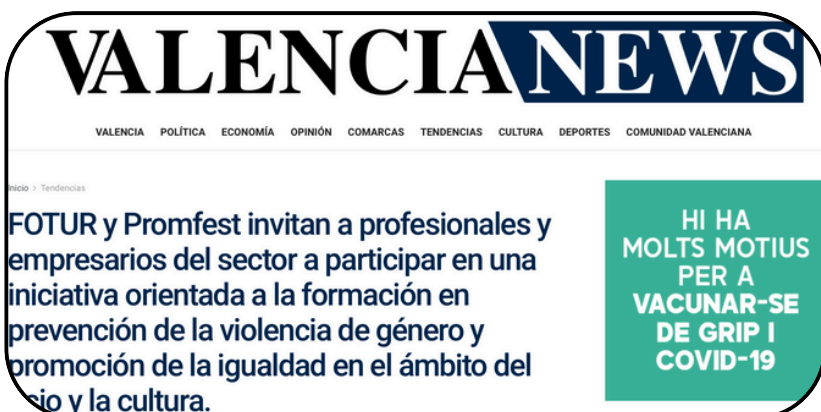 VALENCIA NEWS
VALENCIA POLÍTICA ECONOMÍA OPINIÓN COMARCAS TENDENCIAS CULTURA DEPORTES COMUNIDAD VALENCIANA
Inicio > Tendencias
FOTUR y Promfest invitan a profesionales y
empresarios del sector a participar en una
iniciativa orientada a la formación en
prevención de la violencia de género y
promoción de la igualdad en el ámbito del
ocio y la cultura.
HI HA
MOLTS MOTIUS
PER A
VACUNAR-SE
DE GRIP I
COVID-19